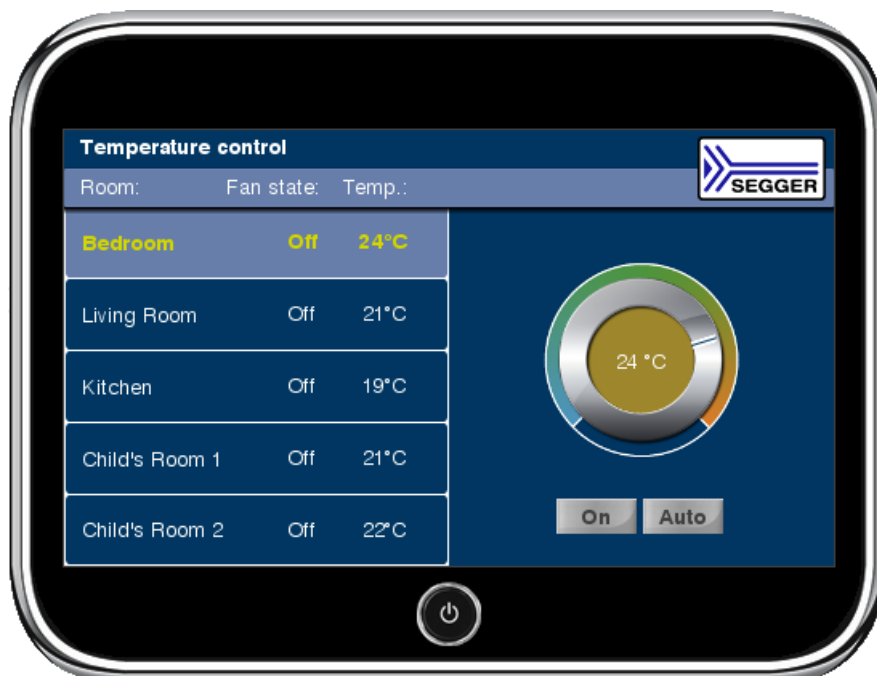 Temperature control
SEGGER
Room: Fan state: Temp.:
Bedroom Off 24°C
Living Room Off 21°C
24 °C
Kitchen Off 19°C
Child's Room 1 Off 21°C
On Auto
Child's Room 2 Off 22°C